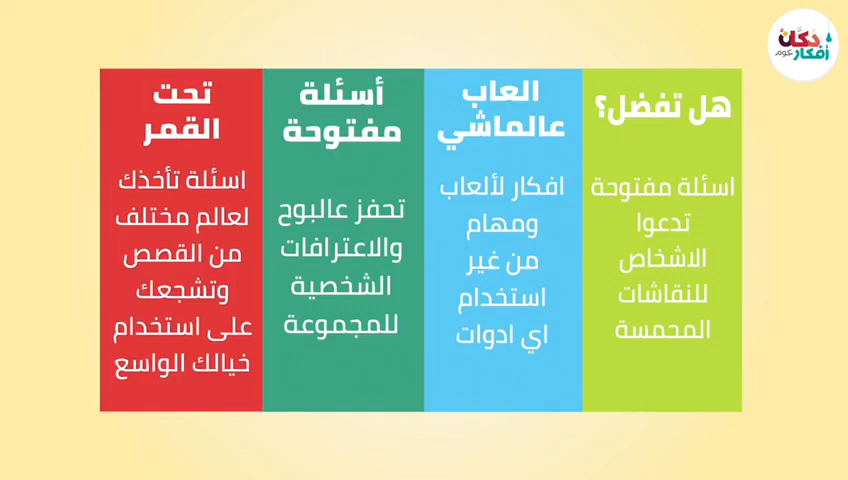 دكان
أفكار.كوم
هل تفضل؟
اسئلة مفتوحة
تدعوا
الاشخاص
للنقاشات
المحمسة
العاب
عالماشي
افكار لألعاب
ومهام
من غير
استخدام
اي ادوات
أسئلة
مفتوحة
تحفز عالبوح
والاعترافات
الشخصية
للمجموعة
تحت
القمر
اسئلة تأخذك
لعالم مختلف
من القصص
وتشجعك
على استخدام
خيالك الواسع